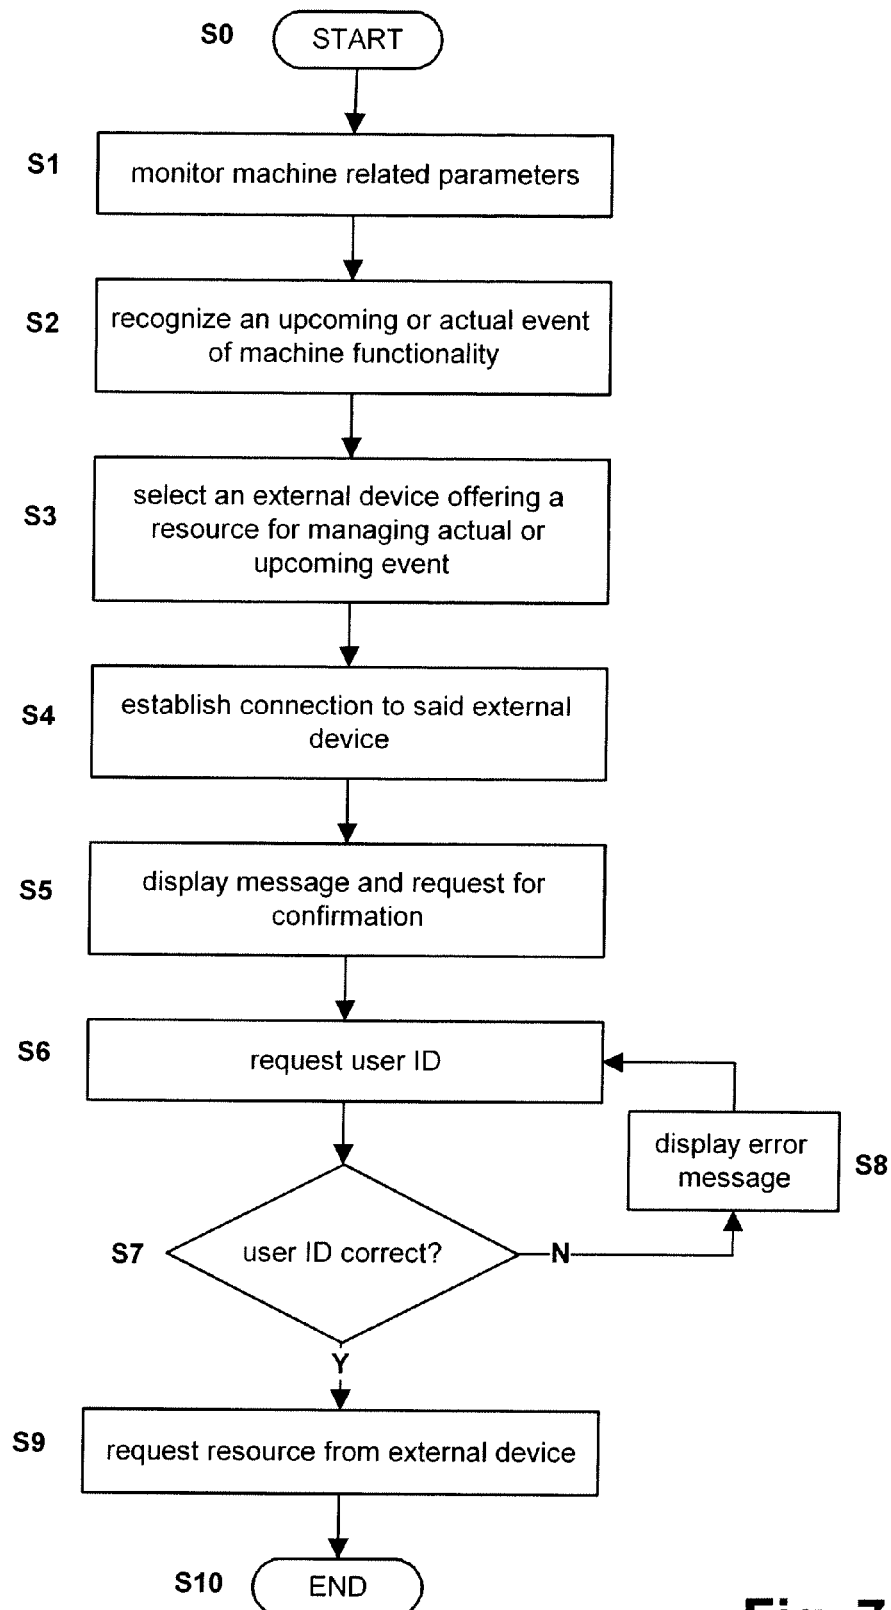 S0
START
S1
monitor machine related parameters
S2
recognize an upcoming or actual event
of machine functionality
S3
select an external device offering a
resource for managing actual or
upcoming event
S4
establish connection to said external
device
S5
display message and request for
confirmation
S6
request user ID
display error
message
S8
S7
user ID correct?
N
Y
S9
request resource from external device
S10
END